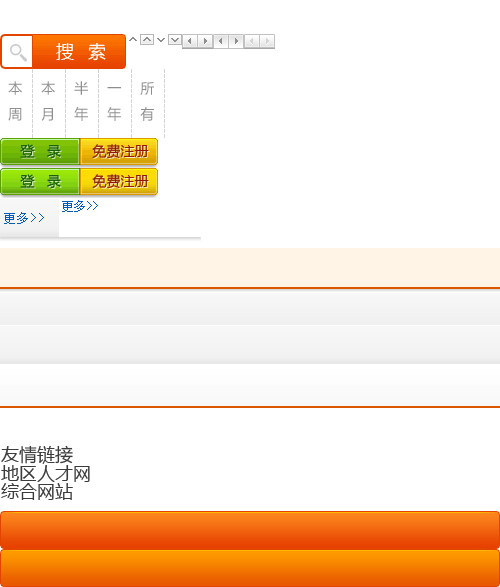 搜 索
本 本 半 一 所
周 月 年 年 有
登 录 免费注册
登 录 免费注册
更多>> 更多>>
友情链接
地区人才网
综合网站